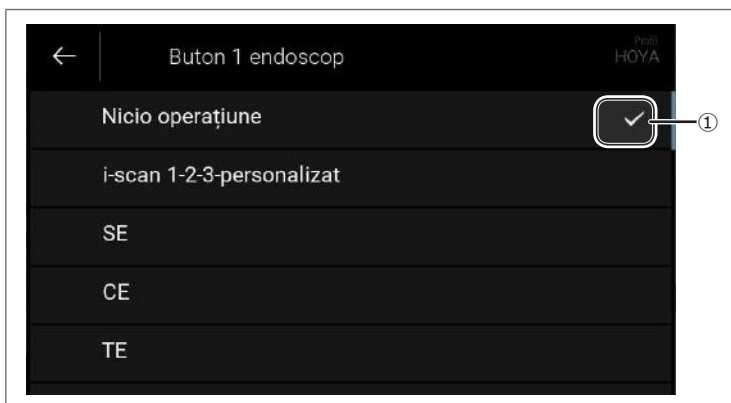 ←
Buton 1 endoscop
Profil
HOYA
Nicio operațiune
①
i-scan 1-2-3-personalizat
SE
CE
TE